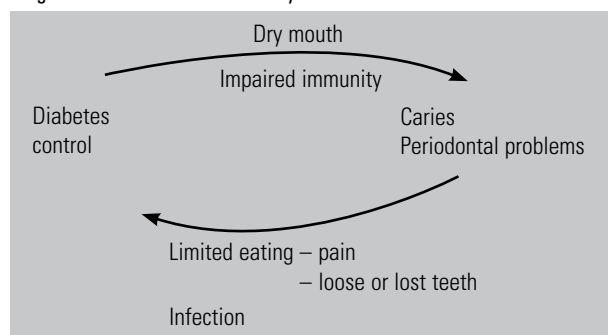 Dry mouth
Impaired immunity
Diabetes
control
Caries
Periodontal problems
Limited eating – pain
– loose or lost teeth
Infection